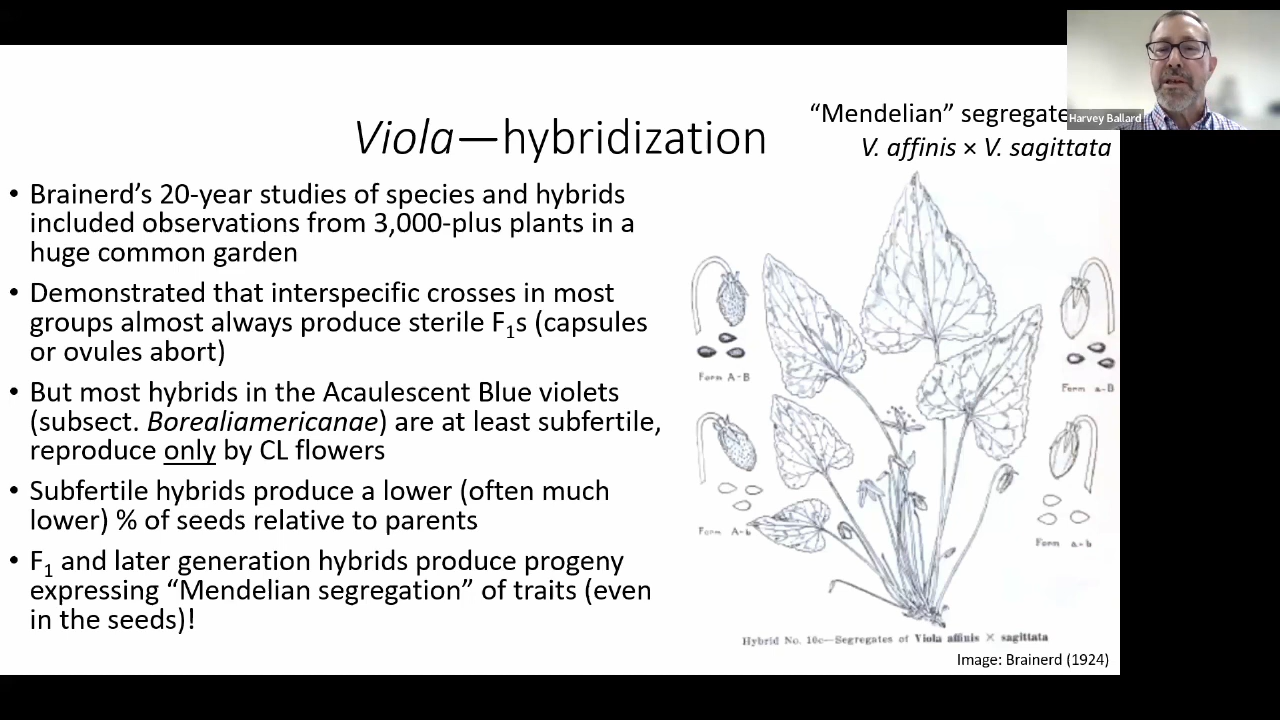 Viola—hybridization
“Mendelian” segregate
V. affinis × V. sagittata
Harvey Ballard
• Brainerd’s 20-year studies of species and hybrids
included observations from 3,000-plus plants in a
huge common garden
• Demonstrated that interspecific crosses in most
groups almost always produce sterile F1s (capsules
or ovules abort)
• But most hybrids in the Acaulescent Blue violets
(subsect. Borealiamericanae) are at least subfertile,
reproduce only by CL flowers
• Subfertile hybrids produce a lower (often much
lower) % of seeds relative to parents
• F1 and later generation hybrids produce progeny
expressing “Mendelian segregation” of traits (even
in the seeds)!
Form A-B
Form a-B
Form A-b
Form a-b
Hybrid No. 10c—Segregates of Viola affinis × sagittata
Image: Brainerd (1924)